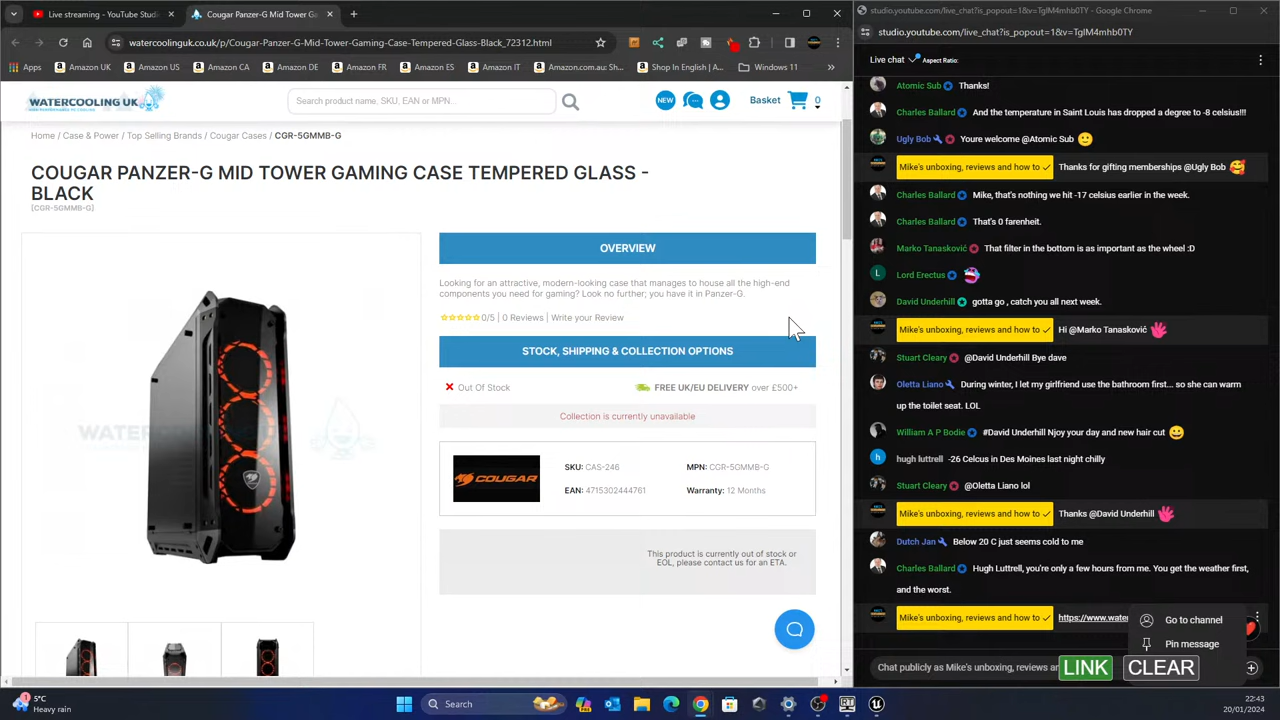 Live stream - YouTube Studio
Cougar Panzer-G Mid Tower G
studio.youtube.com/live_chat?is_popout=1&v=TglM4mhb0TY - Google Chrome
watercoolinguk.co.uk/p/Cougar-Panzer-G-Mid-Tower-Gaming-Case-Tempered-Glass-Black_72312.html
studio.youtube.com/live_chat?is_popout=1&v=TglM4mhb0TY
Apps
Amazon UK
Amazon US
Amazon CA
Amazon DE
Amazon FR
Amazon ES
Amazon IT
Amazon.com.au: S...
Shop In English | A...
Windows 11
Live chat
Aspect Ratio:
WATERCOOLING UK
Search product name, SKU, EAN or MPN...
NEW
Basket
0
Home / Case & Power / Top Selling Brands / Cougar Cases / CGR-5GMMB-G
COUGAR PANZER-G MID TOWER GAMING CASE TEMPERED GLASS -
BLACK
[CGR-5GMMB-G]
OVERVIEW
Looking for an attractive, modern-looking case that manages to house all the high-end
components you need for gaming? Look no further; you have it in Panzer-G.
0/5 | 0 Reviews | Write your Review
STOCK, SHIPPING & COLLECTION OPTIONS
Out Of Stock
FREE UK/EU DELIVERY over £500+
Collection is currently unavailable
COUGAR
SKU: CAS-246
MPN: CGR-5GMMB-G
EAN: 4715302444761
Warranty: 12 Months
This product is currently out of stock or
EOL, please contact us for an ETA.
Atomic Sub Thanks!
Charles Ballard And the temperature in Saint Louis has dropped a degree to -8 celsius!!!
Ugly Bob Youre welcome @Atomic Sub
Mike's unboxing, reviews and how to Thanks for gifting memberships @Ugly Bob
Charles Ballard Mike, that's nothing we hit -17 celsius earlier in the week.
Charles Ballard That's 0 farenheit.
Marko Tanasković That filter in the bottom is as important as the wheel :D
L Lord Erectus
David Underhill gotta go , catch you all next week.
Mike's unboxing, reviews and how to Hi @Marko Tanasković
Stuart Cleary @David Underhill Bye dave
Oletta Liano During winter, I let my girlfriend use the bathroom first... so she can warm
up the toilet seat. LOL
William A P Bodie #David Underhill Njoy your day and new hair cut
h hugh luttrell -26 Celcus in Des Moines last night chilly
Stuart Cleary @Oletta Liano lol
Mike's unboxing, reviews and how to Thanks @David Underhill
Dutch Jan Below 20 C just seems cold to me
Charles Ballard Hugh Luttrell, you're only a few hours from me. You get the weather first,
and the worst.
Mike's unboxing, reviews and how to https://www.water
Go to channel
Pin message
Chat publicly as Mike's unboxing, reviews an
LINK
CLEAR
5°C
Heavy rain
Search
22:43
20/01/2024